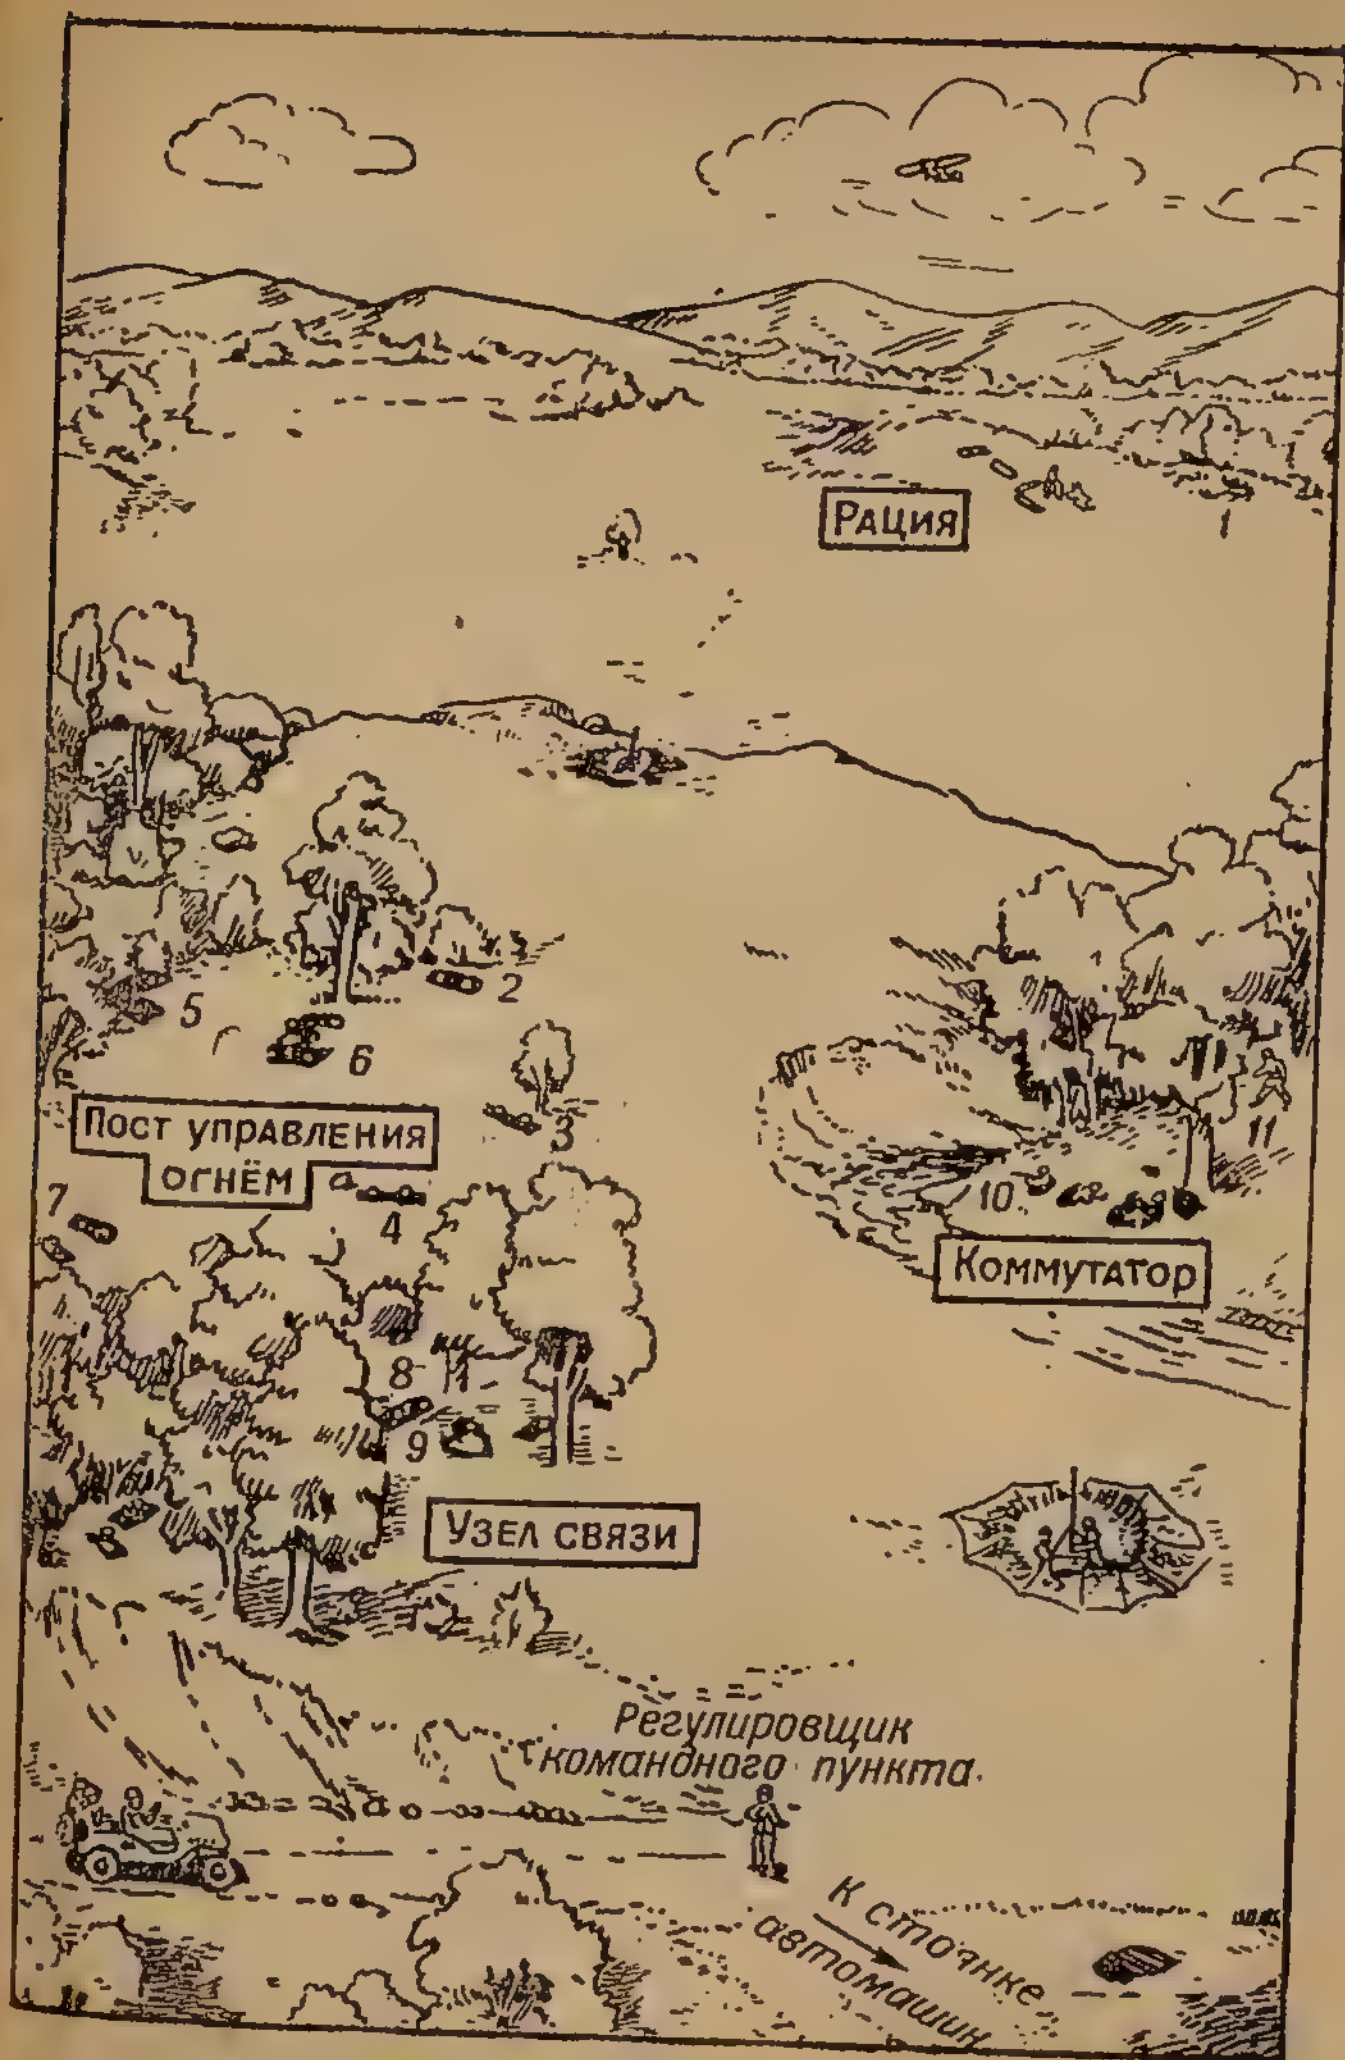 РАЦИЯ
1
2
5
6
3
ПОСТ УПРАВЛЕНИЯ
ОГНЁМ
а
4
7
11
10
КОММУТАТОР
8
9
УЗЕЛ СВЯЗИ
Регулировщик
командного пункта
К стоянке
автомашин